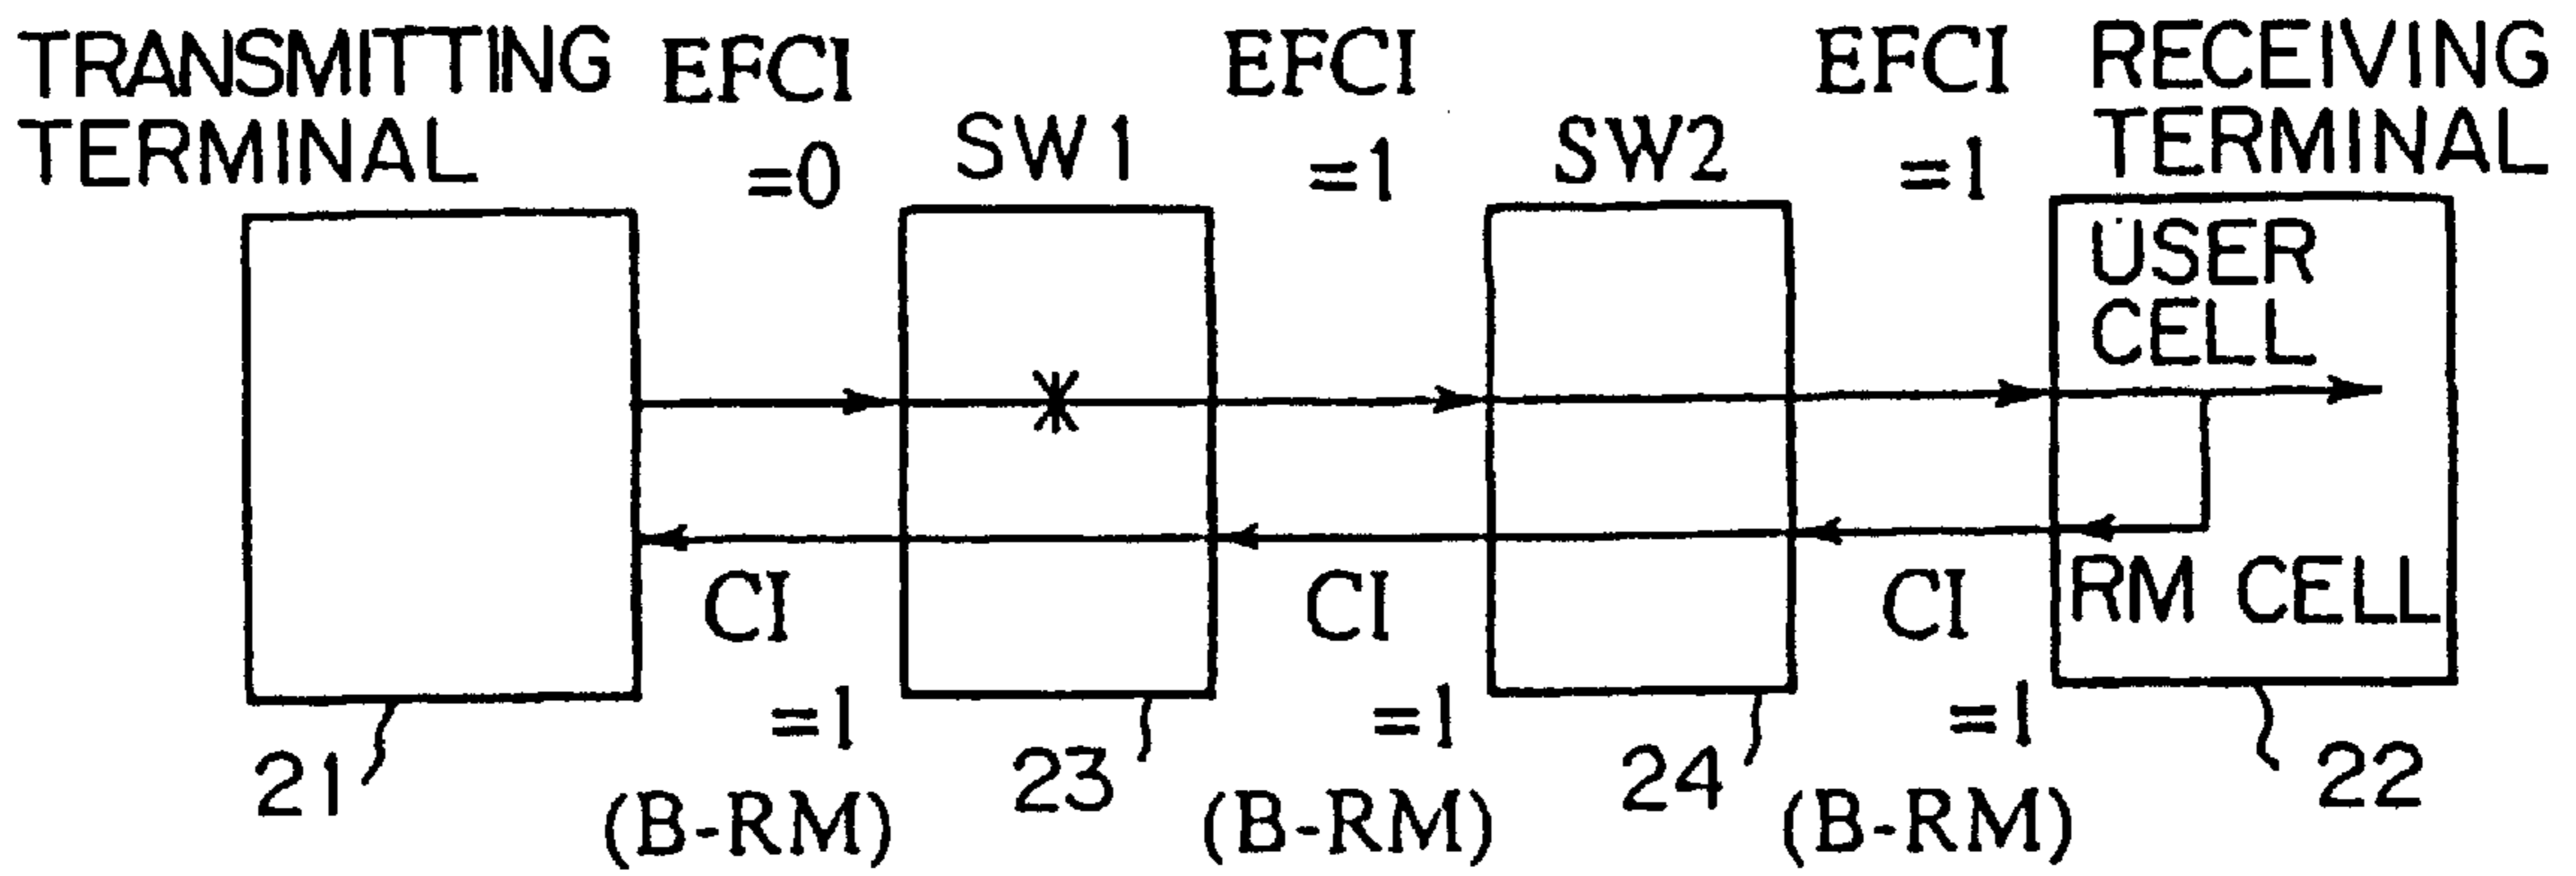 TRANSMITTING
TERMINAL
EFCI
=0
SW1
EFCI
=1
SW2
EFCI
=1
RECEIVING
TERMINAL
USER
CELL
RM CELL
CI
=1
(B-RM)
CI
=1
(B-RM)
CI
=1
(B-RM)
21
23
24
22